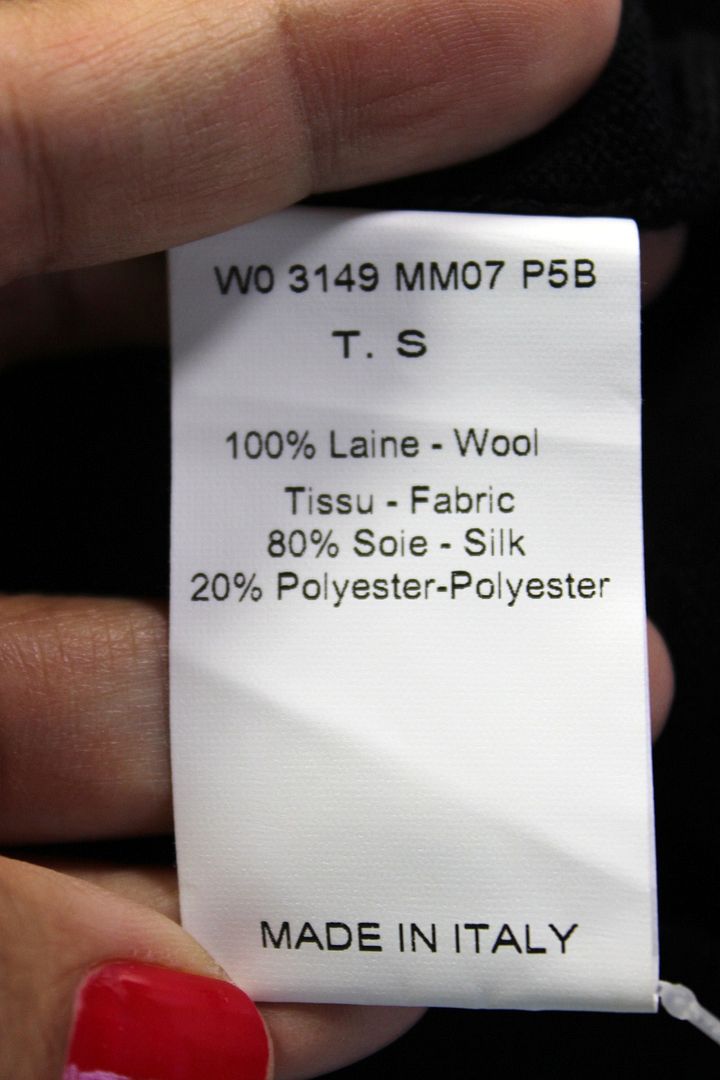 W0 3149 MM07 P5B
T. S
100% Laine - Wool
Tissu - Fabric
80% Soie - Silk
20% Polyester-Polyester
MADE IN ITALY